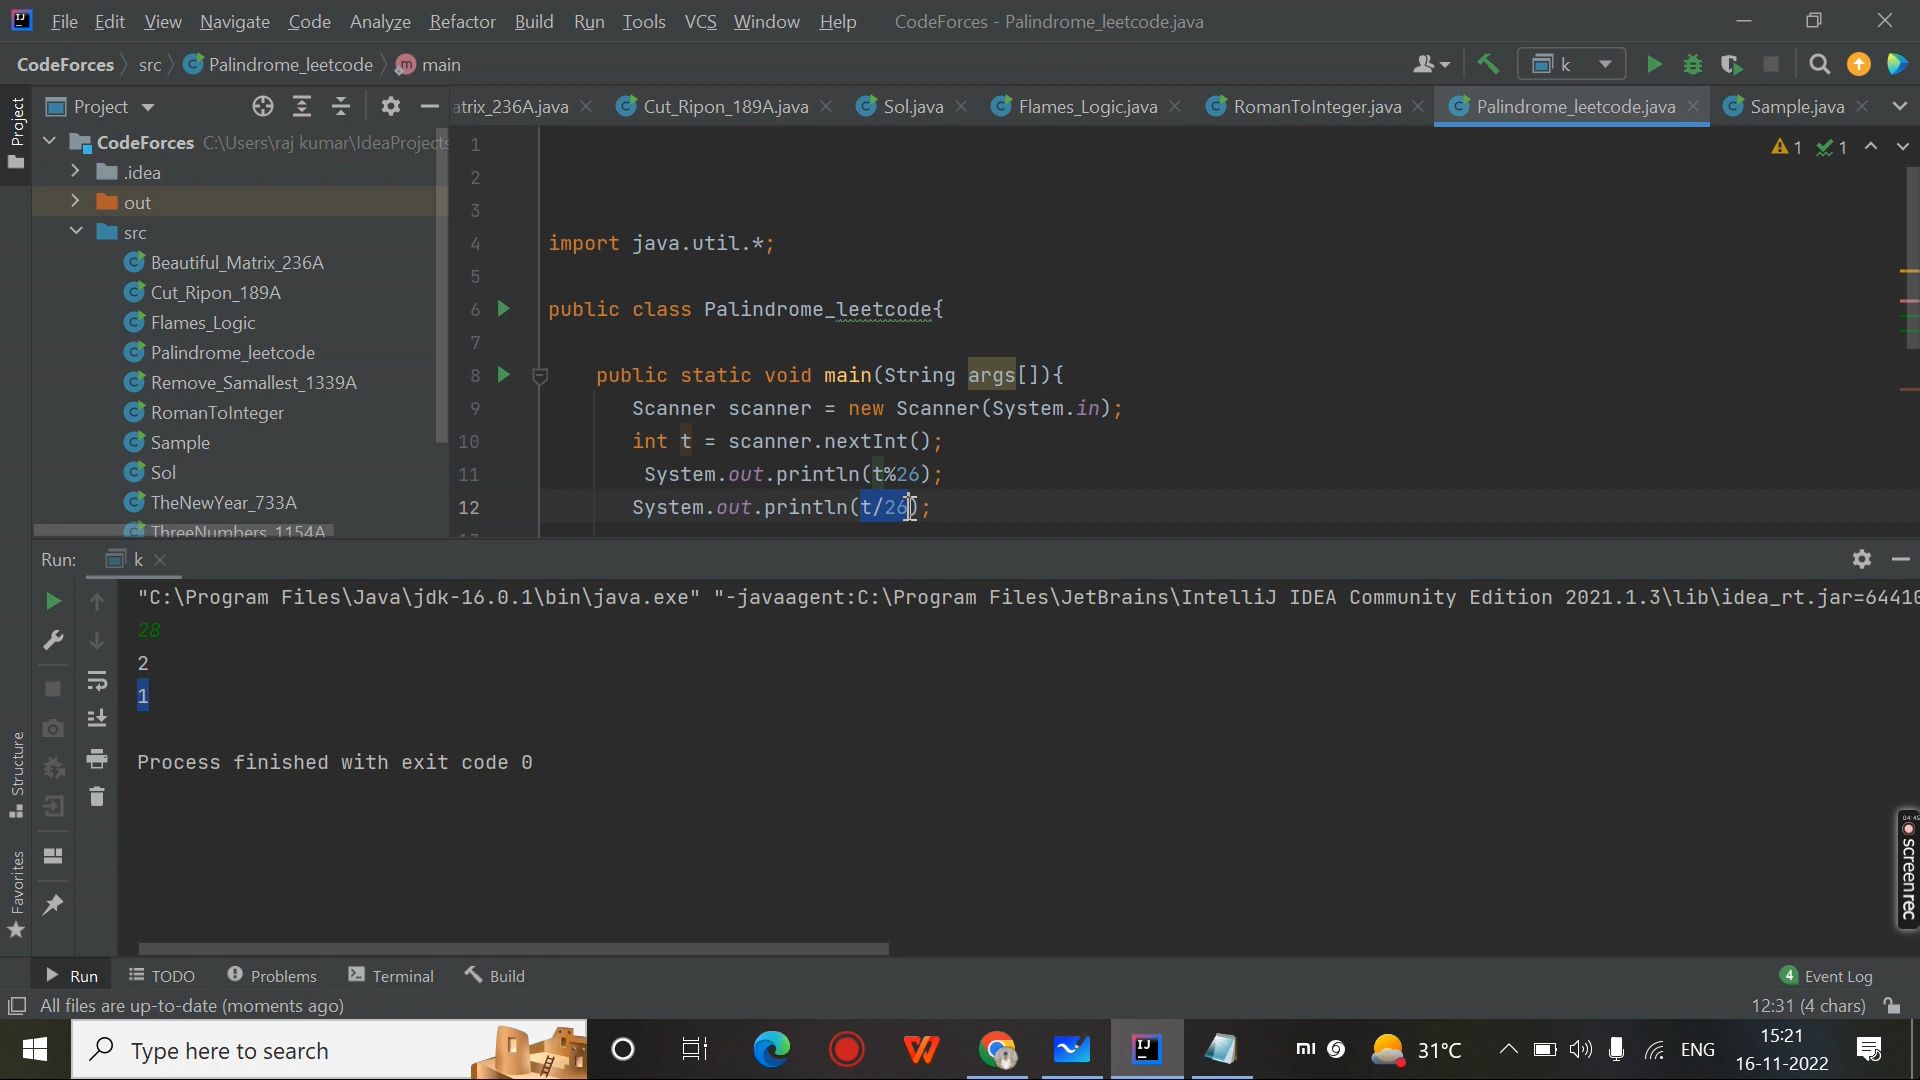 File Edit View Navigate Code Analyze Refactor Build Run Tools VCS Window Help CodeForces - Palindrome_leetcode.java
CodeForces src Palindrome_leetcode main
k
Project
Project
atrix_236A.java Cut_Ripon_189A.java Sol.java Flames_Logic.java RomanToInteger.java Palindrome_leetcode.java Sample.java
CodeForces C:\Users\raj kumar\IdeaProjects
.idea
out
src
Beautiful_Matrix_236A
Cut_Ripon_189A
Flames_Logic
Palindrome_leetcode
Remove_Samallest_1339A
RomanToInteger
Sample
Sol
TheNewYear_733A
ThreeNumbers_1154A
1
2
3
4 import java.util.*;
5
6 public class Palindrome_leetcode{
7
8 public static void main(String args[]){
9 Scanner scanner = new Scanner(System.in);
10 int t = scanner.nextInt();
11 System.out.println(t%26);
12 System.out.println(t/26);
1 1
Run: k
"C:\Program Files\Java\jdk-16.0.1\bin\java.exe" "-javaagent:C:\Program Files\JetBrains\IntelliJ IDEA Community Edition 2021.1.3\lib\idea_rt.jar=64410
28
2
1
Process finished with exit code 0
Structure
Favorites
screenrec
Run TODO Problems Terminal Build 4 Event Log
All files are up-to-date (moments ago) 12:31 (4 chars)
Type here to search
31°C ENG 15:21
16-11-2022